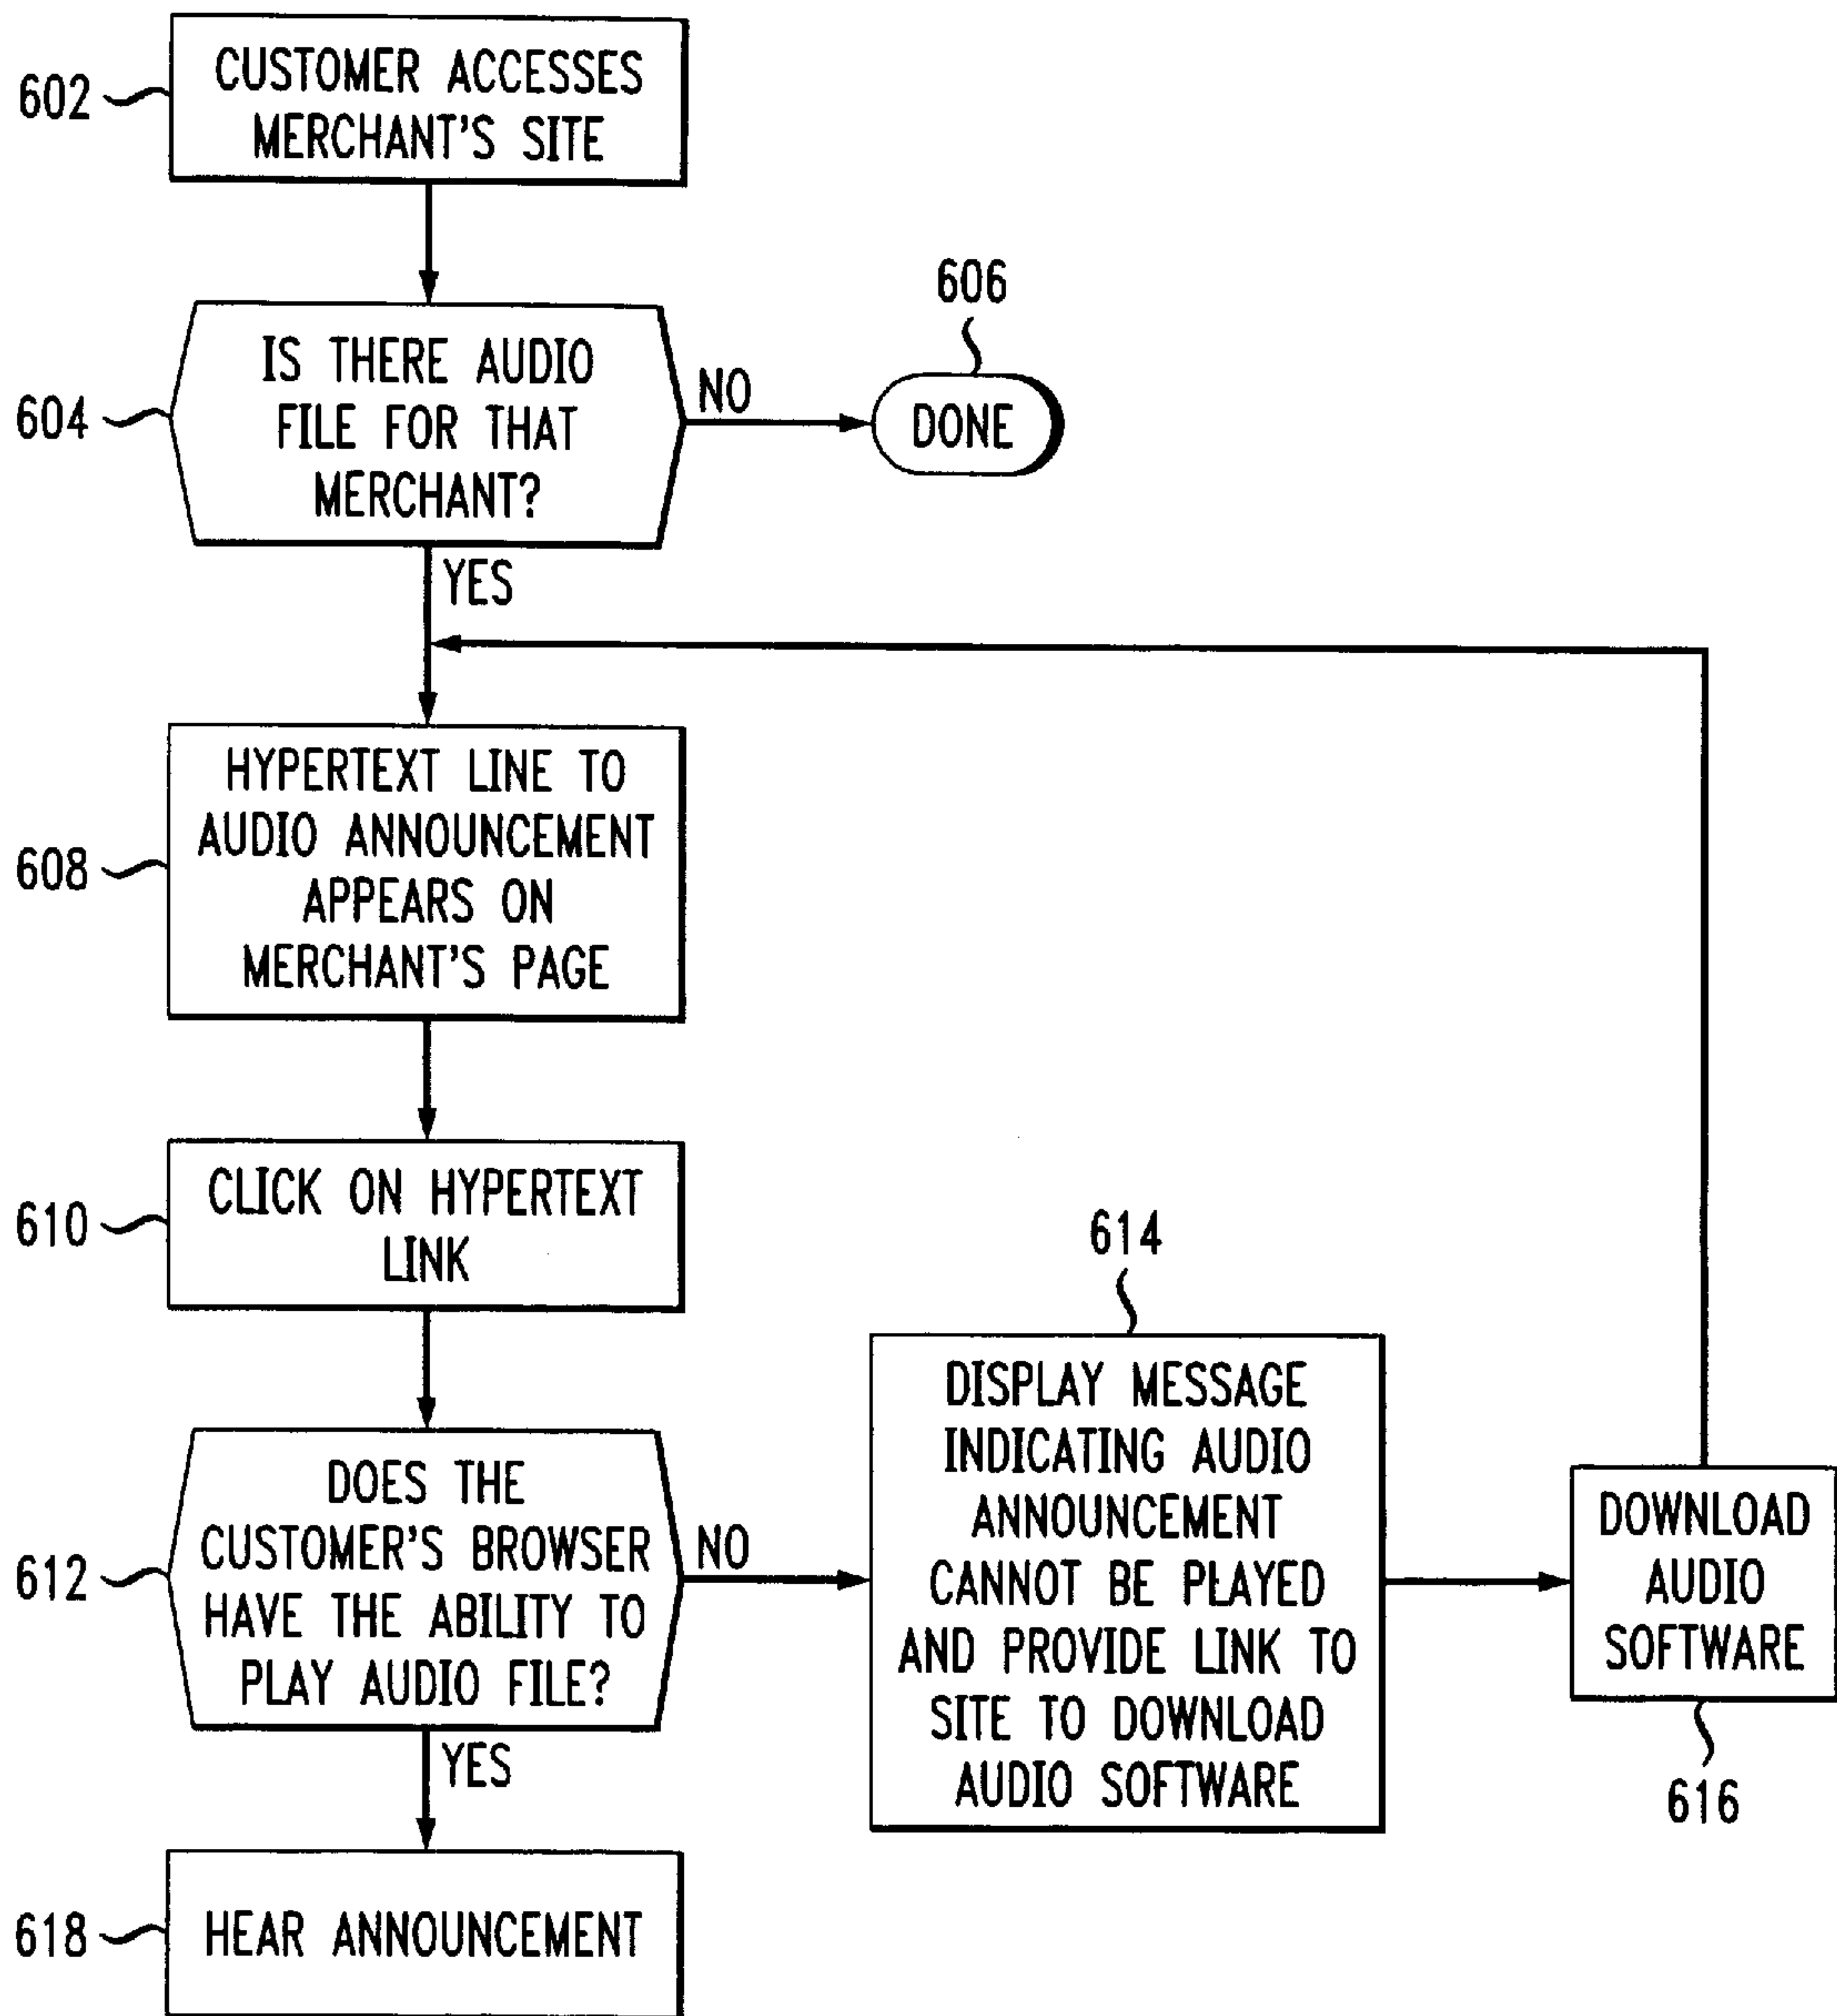 602
CUSTOMER ACCESSES
MERCHANT'S SITE
604
IS THERE AUDIO
FILE FOR THAT
MERCHANT?
NO
606
DONE
YES
608
HYPERTEXT LINE TO
AUDIO ANNOUNCEMENT
APPEARS ON
MERCHANT'S PAGE
610
CLICK ON HYPERTEXT
LINK
612
DOES THE
CUSTOMER'S BROWSER
HAVE THE ABILITY TO
PLAY AUDIO FILE?
NO
614
DISPLAY MESSAGE
INDICATING AUDIO
ANNOUNCEMENT
CANNOT BE PLAYED
AND PROVIDE LINK TO
SITE TO DOWNLOAD
AUDIO SOFTWARE
DOWNLOAD
AUDIO
SOFTWARE
616
YES
618
HEAR ANNOUNCEMENT